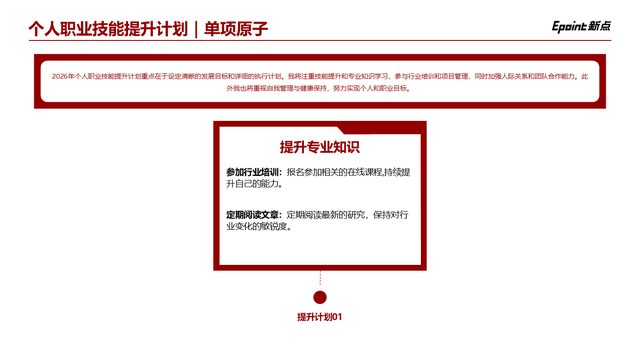 个人职业技能提升计划｜单项原子
Epoint 新点
2026年个人职业技能提升计划重点在于设定清晰的发展目标和详细的执行计划。我将注重技能提升和专业知识学习，参与行业培训和项目管理，同时加强人际关系和团队合作能力。此
外我也将重视自我管理与健康保持，努力实现个人和职业目标。
提升专业知识
参加行业培训：报名参加相关的在线课程,持续提
升自己的能力。
定期阅读文章：定期阅读最新的研究，保持对行
业变化的敏锐度。
提升计划01